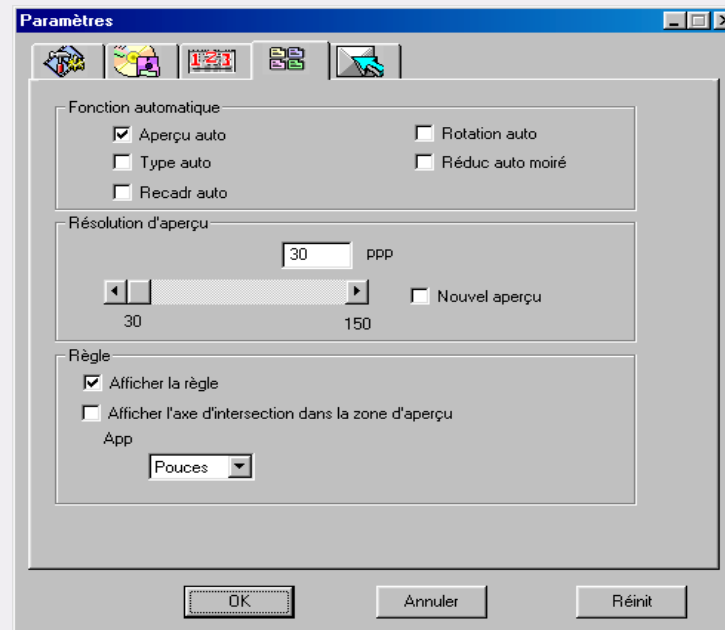 Paramètres
123
Fonction automatique
Aperçu auto
Rotation auto
Type auto
Réduc auto moiré
Recadr auto
Résolution d'aperçu
30 ppp
Nouvel aperçu
30 150
Règle
Afficher la règle
Afficher l'axe d'intersection dans la zone d'aperçu
App
Pouces
OK Annuler Réinit